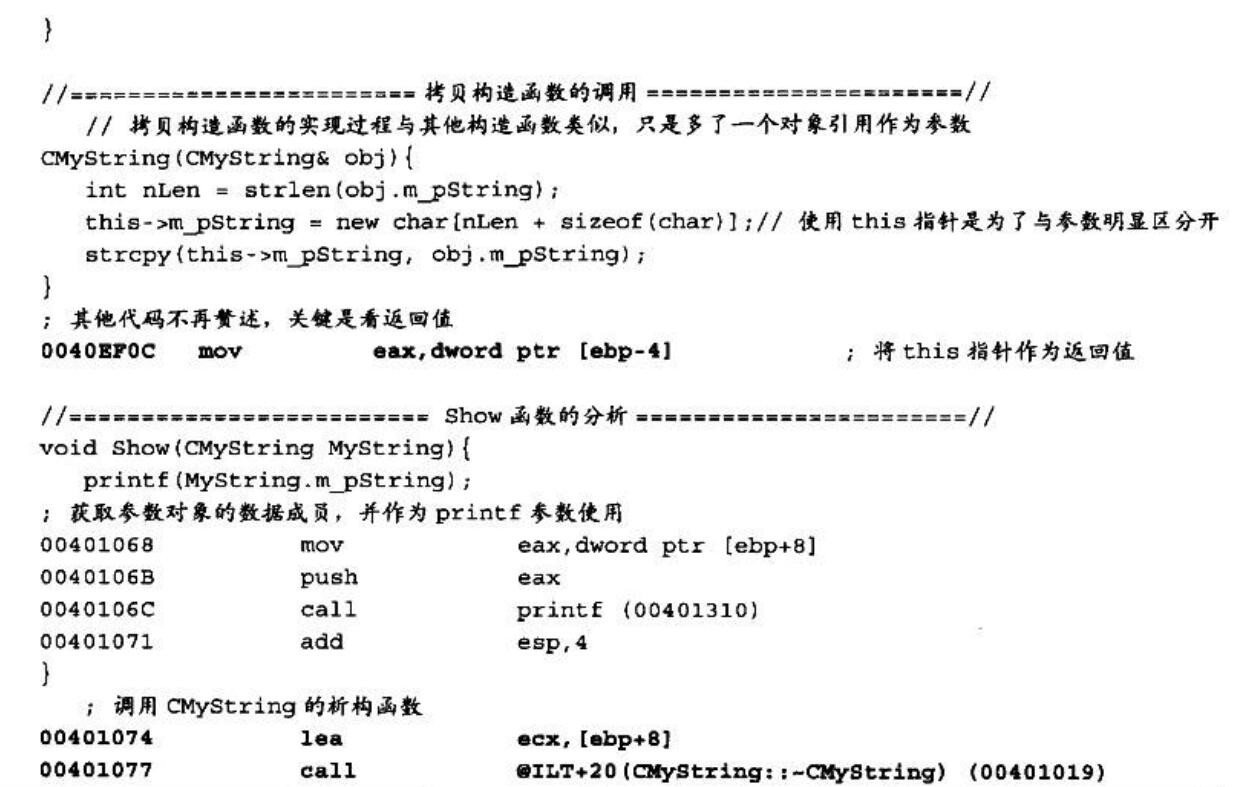 }
//======================== 拷贝构造函数的调用 ======================//
// 拷贝构造函数的实现过程与其他构造函数类似，只是多了一个对象引用作为参数
CMyString(CMyString& obj){
int nLen = strlen(obj.m_pString);
this->m_pString = new char[nLen + sizeof(char)];// 使用 this 指针是为了与参数明显区分开
strcpy(this->m_pString, obj.m_pString);
}
; 其他代码不再赘述，关键是看返回值
0040EF0C mov eax,dword ptr [ebp-4] ; 将 this 指针作为返回值
//========================= Show 函数的分析 =======================//
void Show(CMyString MyString){
printf(MyString.m_pString);
; 获取参数对象的数据成员，并作为 printf 参数使用
00401068 mov eax,dword ptr [ebp+8]
0040106B push eax
0040106C call printf (00401310)
00401071 add esp,4
}
; 调用 CMyString 的析构函数
00401074 lea ecx,[ebp+8]
00401077 call @ILT+20(CMyString::~CMyString) (00401019)